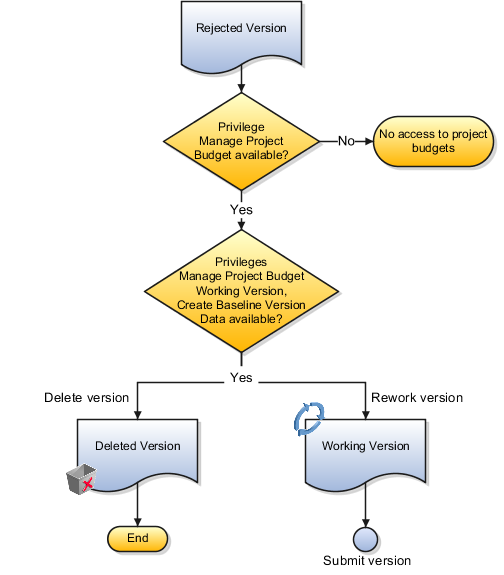 Rejected Version
Privilege
Manage Project
Budget available?
No
No access to project
budgets
Yes
Privileges
Manage Project Budget
Working Version,
Create Baseline Version
Data available?
Yes
Delete version
Rework version
Deleted Version
Working Version
End
Submit version